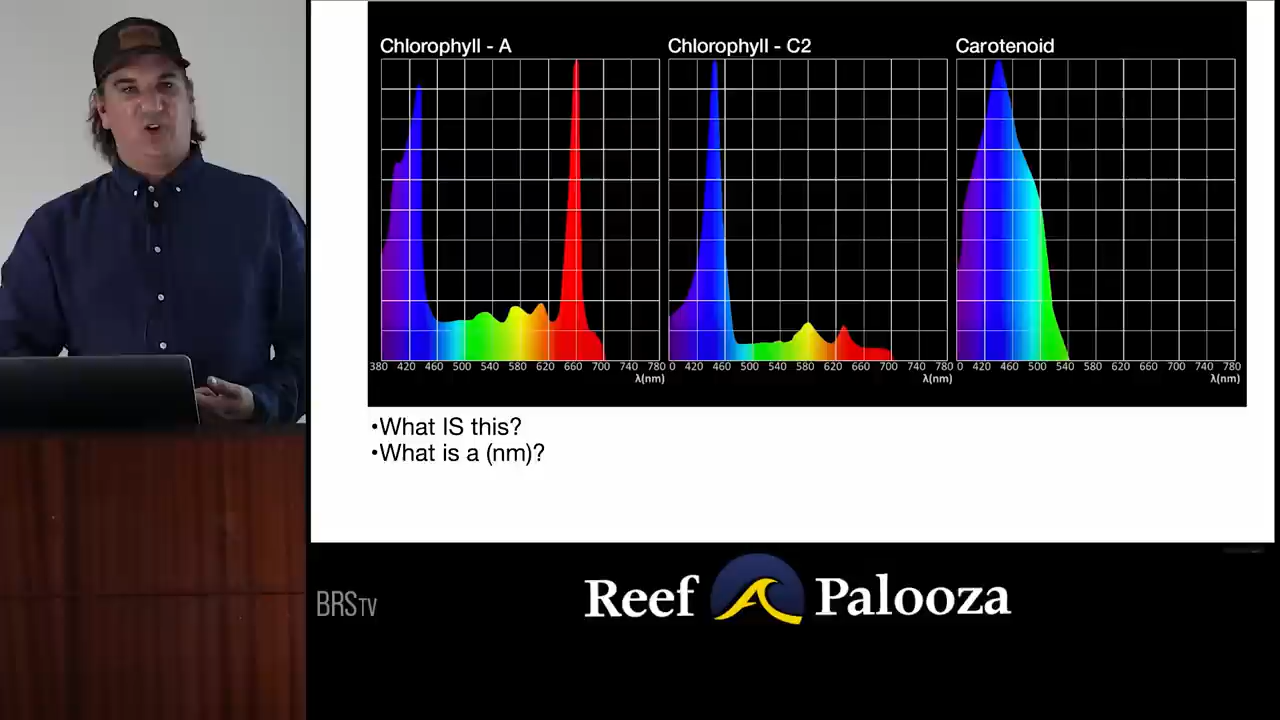 Chlorophyll - A
380 420 460 500 540 580 620 660 700 740 780
λ(nm)
Chlorophyll - C2
0 420 460 500 540 580 620 660 700 740 780
λ(nm)
Carotenoid
0 420 460 500 540 580 620 660 700 740 780
λ(nm)
•What IS this?
•What is a (nm)?
BRSTV
Reef Palooza